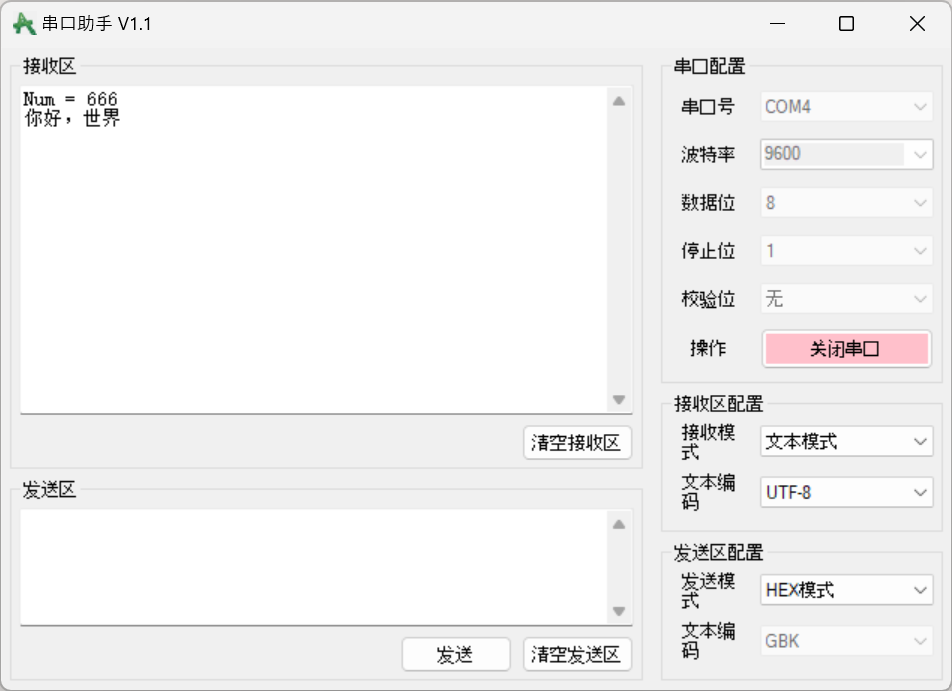 串口助手 V1.1
接收区
Num = 666
你好，世界
清空接收区
发送区
发送
清空发送区
串口配置
串口号
COM4
波特率
9600
数据位
8
停止位
1
校验位
无
操作
关闭串口
接收区配置
接收模
式
文本模式
文本编
码
UTF-8
发送区配置
发送模
式
HEX模式
文本编
码
GBK